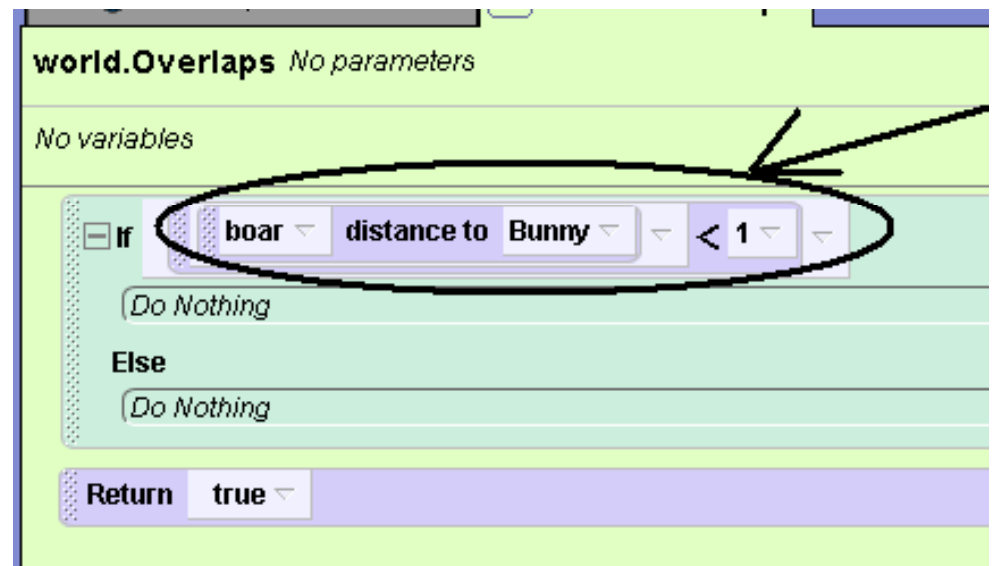 world.Overlaps No parameters
No variables
If boar distance to Bunny < 1
Do Nothing
Else
Do Nothing
Return true